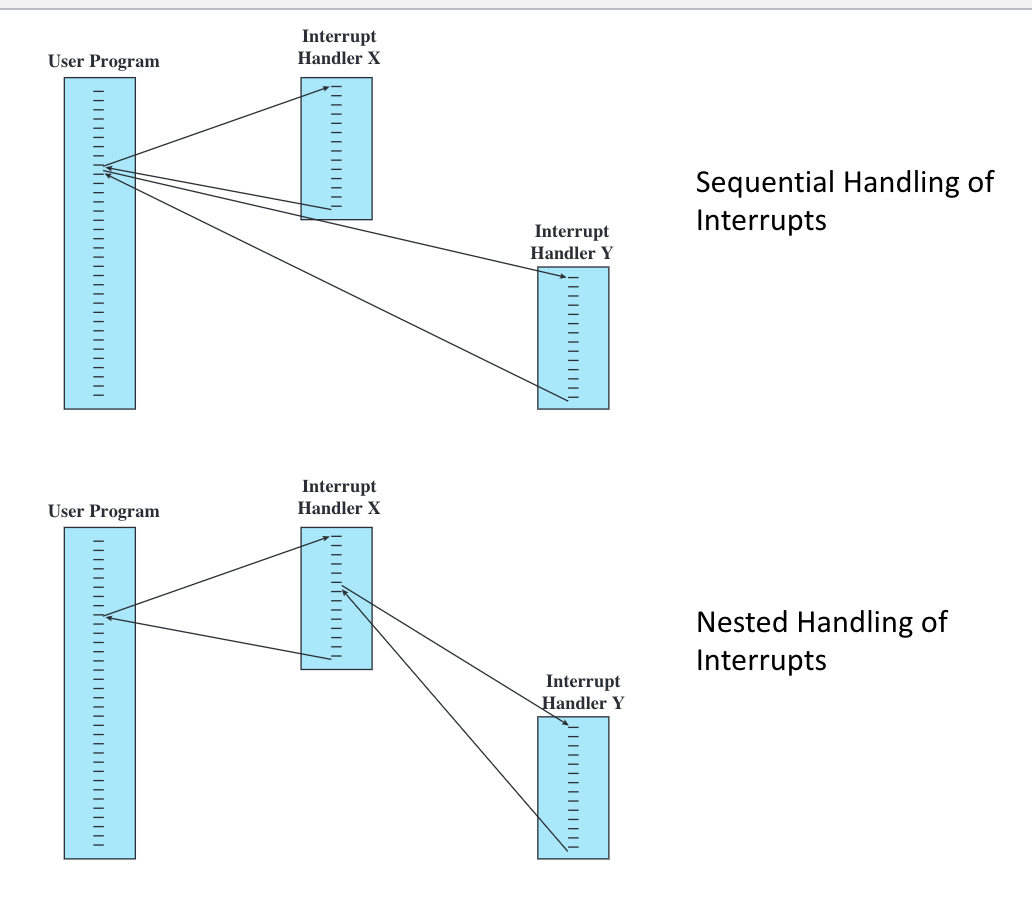 Interrupt
Handler X
User Program
Sequential Handling of
Interrupts
Interrupt
Handler Y
Interrupt
Handler X
User Program
Nested Handling of
Interrupts
Interrupt
Handler Y